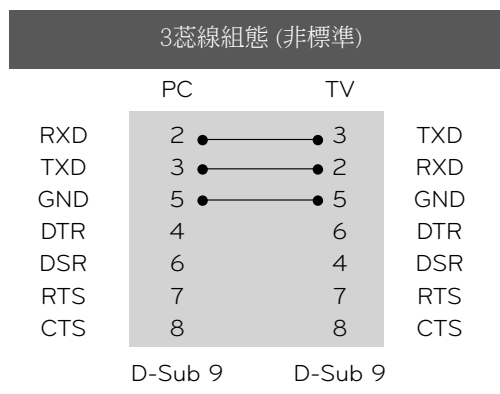 3蕊線組態 (非標準)
PC TV
RXD 2 3 TXD
TXD 3 2 RXD
GND 5 5 GND
DTR 4 6 DTR
DSR 6 4 DSR
RTS 7 7 RTS
CTS 8 8 CTS
D-Sub 9 D-Sub 9